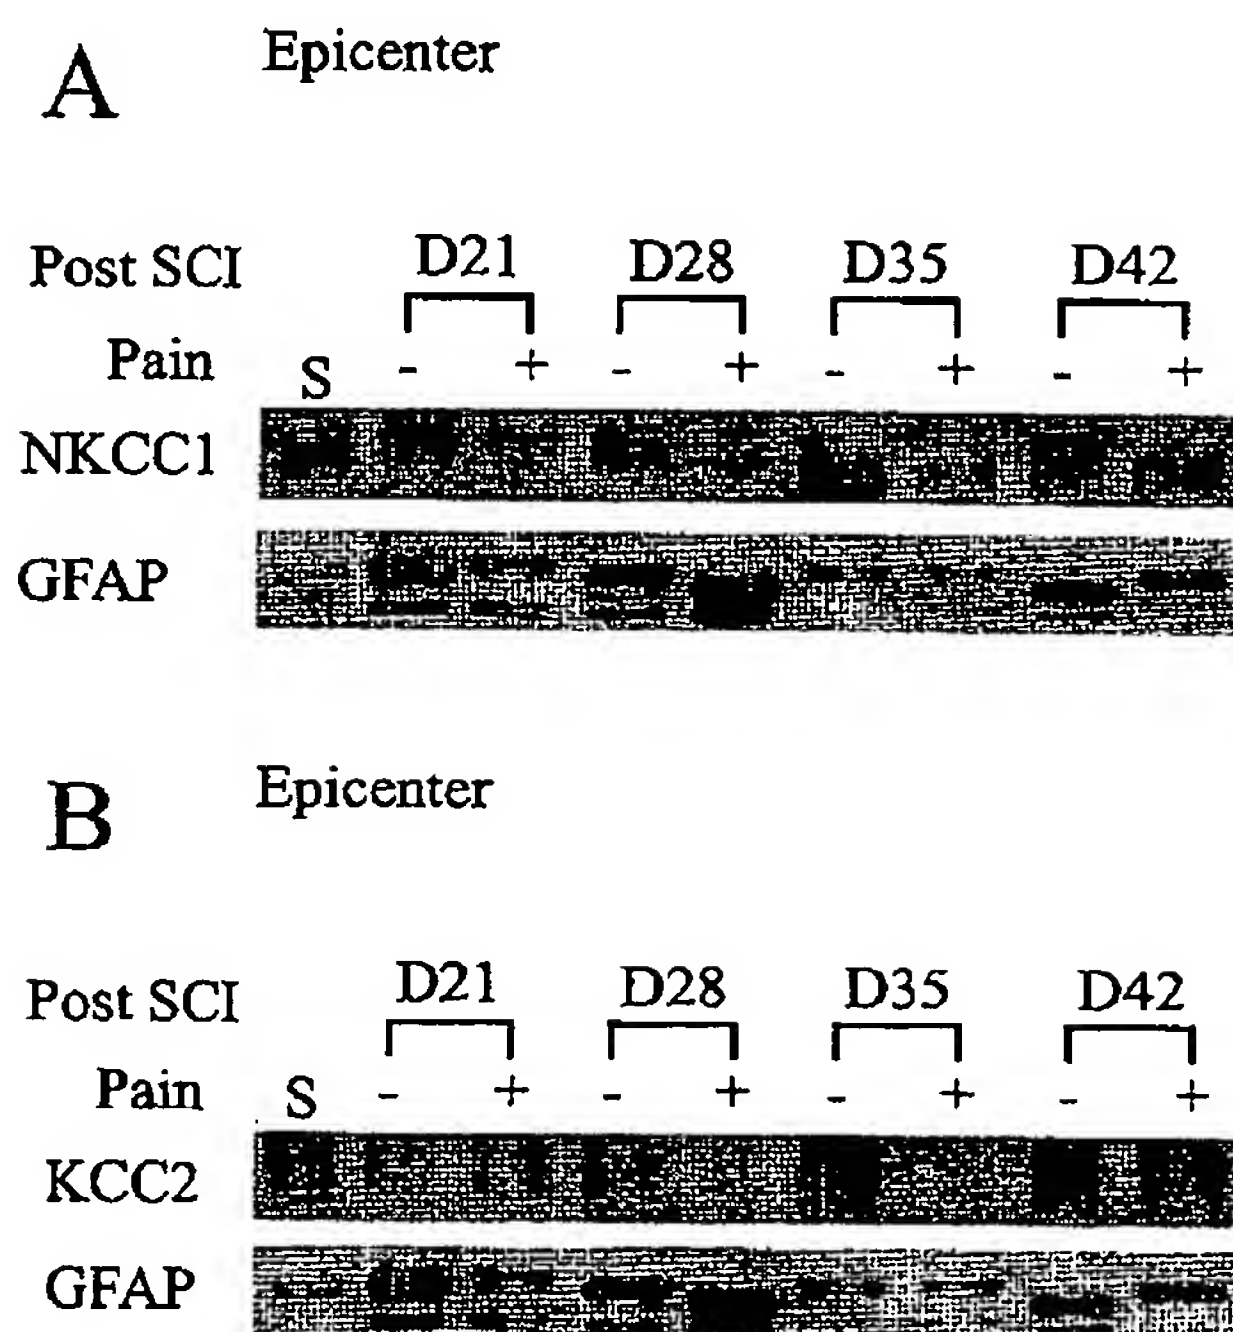 A Epicenter
Post SCI D21 D28 D35 D42
Pain S - + - + - + - +
NKCC1
GFAP
B Epicenter
Post SCI D21 D28 D35 D42
Pain S - + - + - + - +
KCC2
GFAP